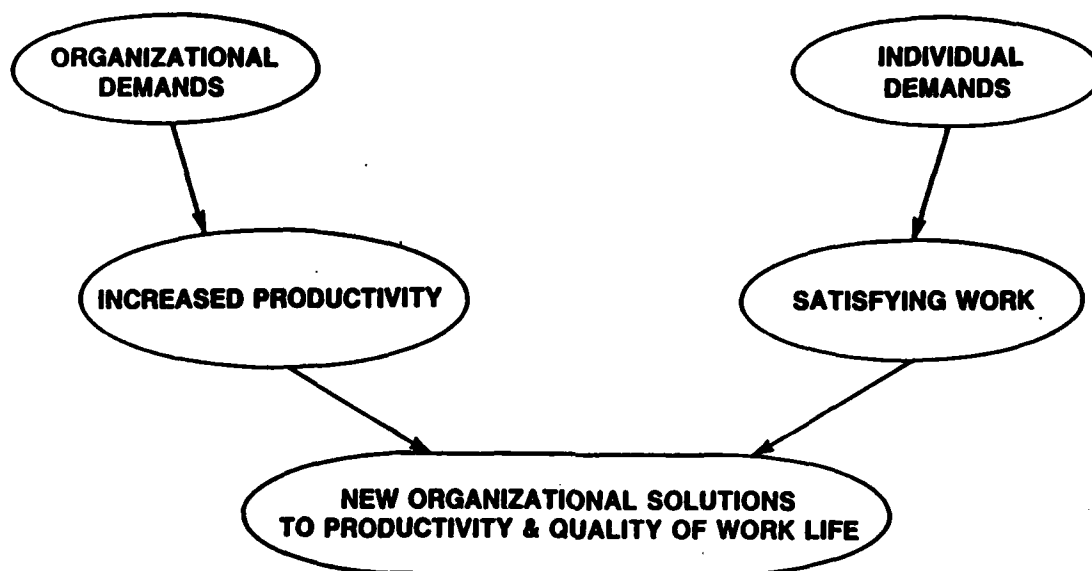 ORGANIZATIONAL
DEMANDS
INDIVIDUAL
DEMANDS
INCREASED PRODUCTIVITY
SATISFYING WORK
NEW ORGANIZATIONAL SOLUTIONS
TO PRODUCTIVITY & QUALITY OF WORK LIFE